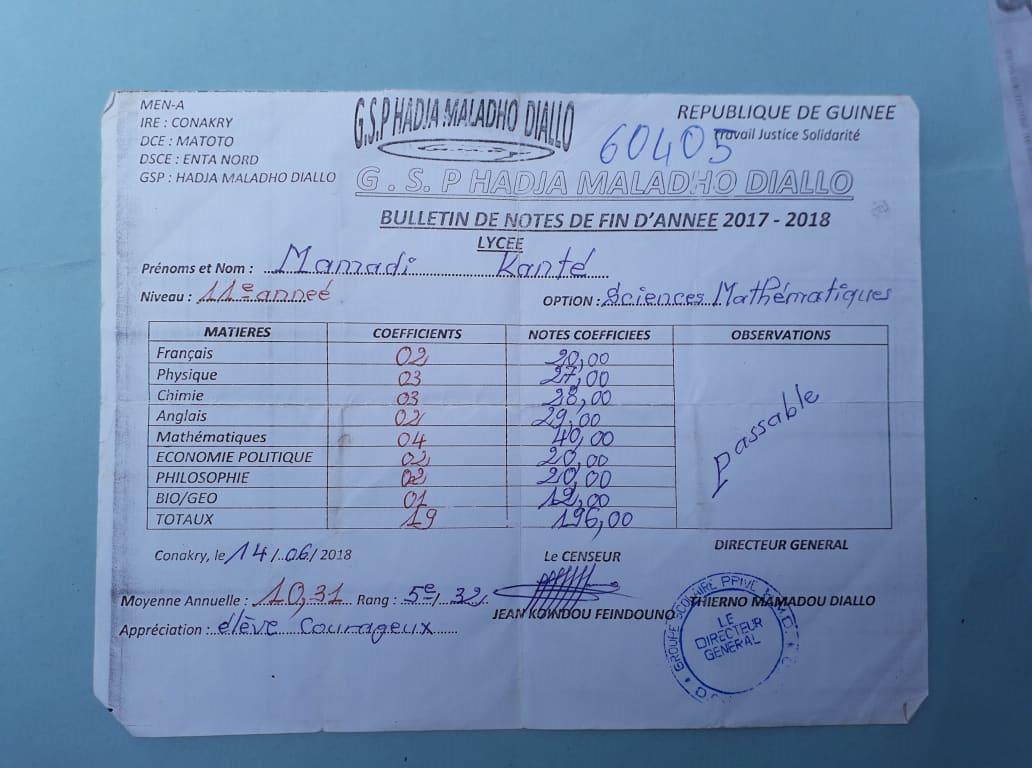 MEN-A
IRE : CONAKRY
DCE : MATOTO
DSCE : ENTA NORD
GSP : HADJA MALADHO DIALLO
G.S.P HADJA MALADHO DIALLO
REPUBLIQUE DE GUINEE
Travail Justice Solidarité
60405
G . S . P HADJA MALADHO DIALLO
BULLETIN DE NOTES DE FIN D'ANNEE 2017 - 2018
LYCEE
Prénoms et Nom : Mamadi Kanté
Niveau : 11e anneé OPTION : Sciences Mathématiques
MATIERES COEFFICIENTS NOTES COEFFICIEES OBSERVATIONS
Français 02 20,00
Physique 03 27,00
Chimie 03 28,00
Anglais 02 29,00
Mathématiques 04 40,00
ECONOMIE POLITIQUE 02 20,00
PHILOSOPHIE 02 20,00
BIO/GEO 01 12,00
TOTAUX 19 196,00
Passable
Conakry, le 14/06/2018 Le CENSEUR DIRECTEUR GENERAL
Moyenne Annuelle : 10,31 Rang : 5e/32
JEAN KOINDOU FEINDOUNO THIERNO MAMADOU DIALLO
Appréciation : élève Courageux
GROUPE SCOLAIRE PRIVE
LE
DIRECTEUR
GENERAL